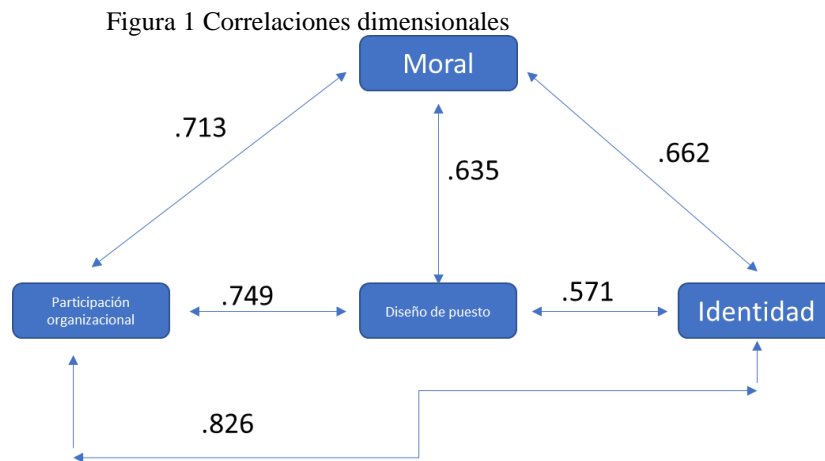 Figura 1 Correlaciones dimensionales
Moral
.713
.635
.662
Participación
organizacional
.749
Diseño de puesto
.571
Identidad
.826